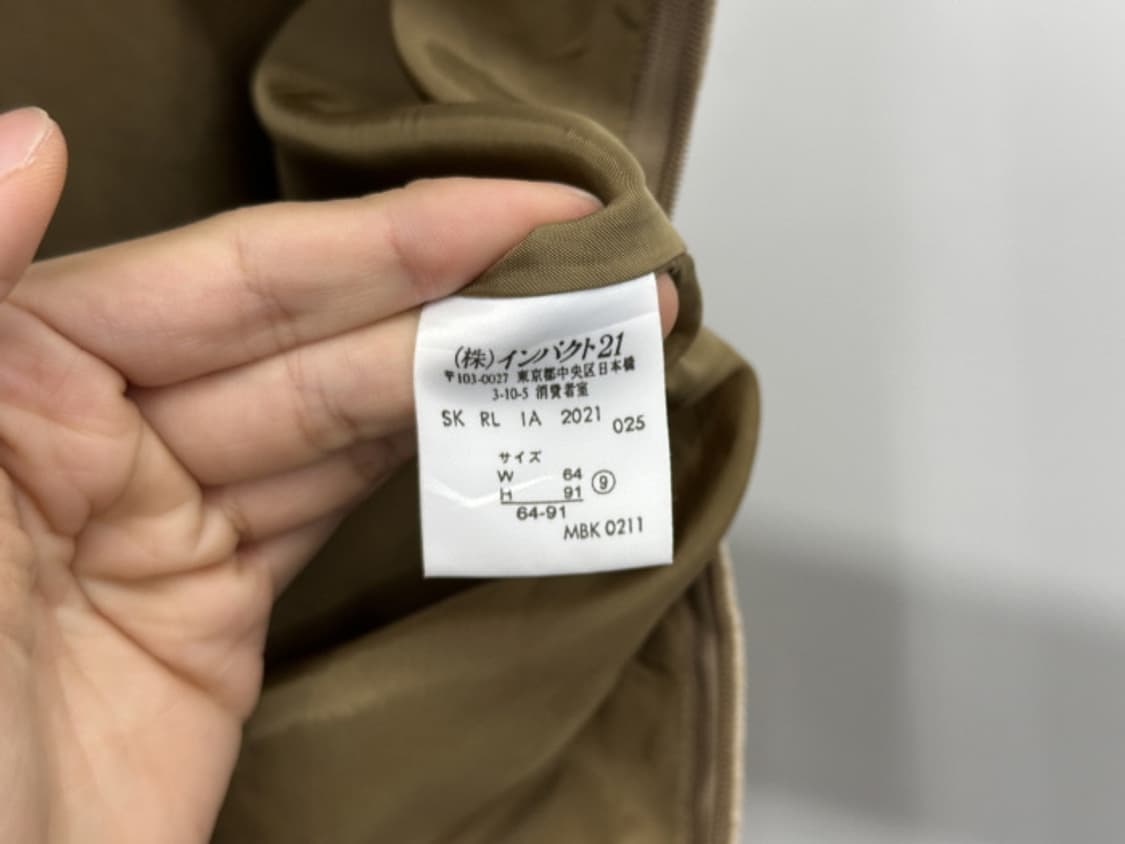 (株)インパクト21
〒103-0027 東京都中央区日本橋
3-10-5 消費者室
SK RL IA 2021 025
サイズ
W 64 ⑨
H 91
64-91
MBK 0211